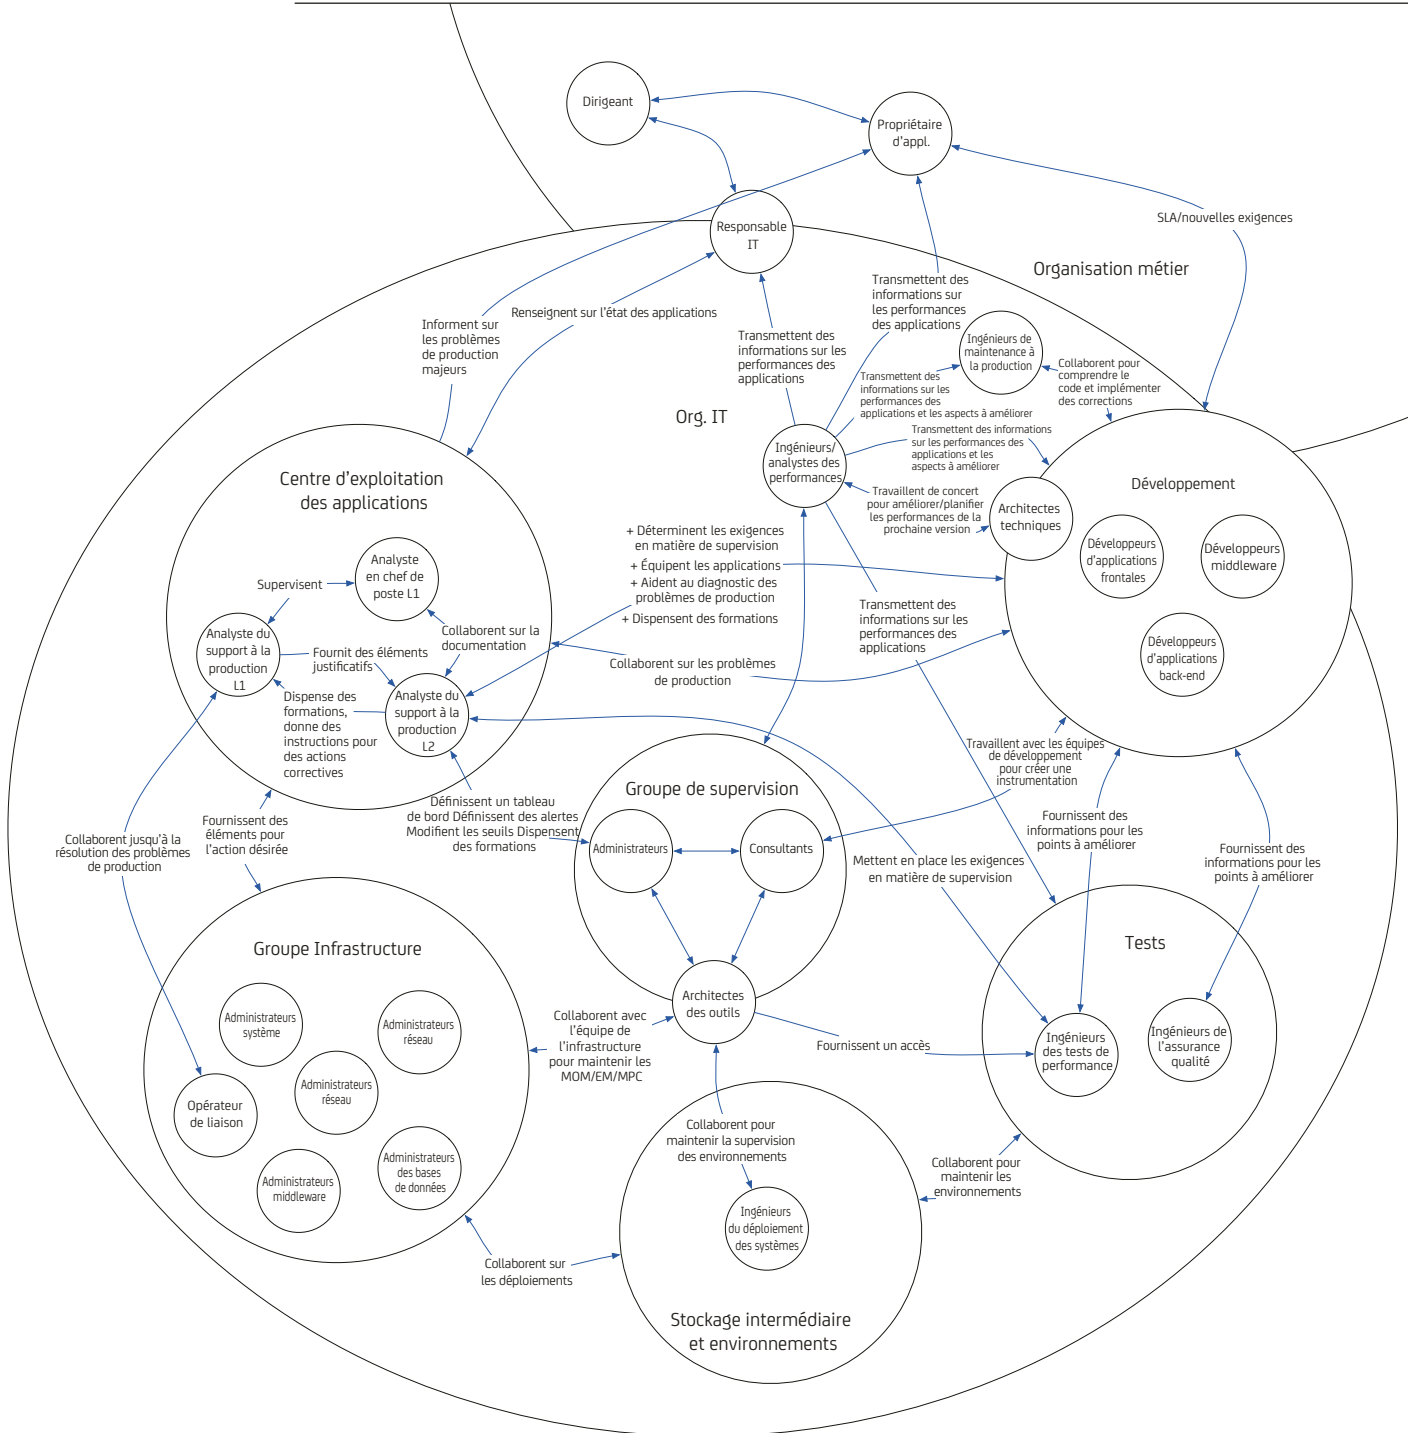 Dirigeant
Propriétaire
d'appl.
Responsable
IT
SLA/nouvelles exigences
Organisation métier
Transmettent des
informations sur
les performances
des applications
Renseignent sur l'état des applications
Informent sur
les problèmes
de production
majeurs
Transmettent des
informations sur les
performances des
applications
Ingénieurs de
maintenance à
la production
Collaborent pour
comprendre le
code et implémenter
des corrections
Transmettent des
informations sur les
performances des
applications et les aspects à améliorer
Org. IT
Transmettent des informations
sur les performances des
applications et les
aspects à améliorer
Ingénieurs/
analystes des
performances
Centre d'exploitation
des applications
Développement
Travaillent de concert
pour améliorer/planifier
les performances de la
prochaine version
Architectes
techniques
+ Déterminent les exigences
en matière de supervision
+ Équipent les applications
+ Aident au diagnostic des
problèmes de production
+ Dispensent des formations
Développeurs
d'applications
frontales
Développeurs
middleware
Analyste
en chef de
poste L1
Supervisent
Transmettent des
informations sur les
performances des
applications
Analyste du
support à la
production
L1
Collaborent sur la
documentation
Fournit des éléments
justificatifs
Développeurs
d'applications
back-end
Collaborent sur les problèmes
de production
Dispense des
formations,
donne des
instructions pour
des actions
correctives
Analyste du
support à la
production
L2
Travaillent avec les équipes
de développement
pour créer une
instrumentation
Groupe de supervision
Définissent un tableau
de bord Définissent des alertes
Modifient les seuils Dispensent
des formations
Fournissent des
éléments pour
l'action désirée
Fournissent des
informations pour les
points à améliorer
Collaborent jusqu'à la
résolution des problèmes
de production
Administrateurs
Consultants
Mettent en place les exigences
en matière de supervision
Fournissent des
informations pour les
points à améliorer
Groupe Infrastructure
Tests
Architectes
des outils
Administrateurs
système
Administrateurs
réseau
Collaborent avec
l'équipe de
l'infrastructure
pour maintenir les
MOM/EM/MPC
Fournissent un accès
Ingénieurs
des tests de
performance
Ingénieurs de
l'assurance
qualité
Administrateurs
réseau
Opérateur
de liaison
Collaborent pour
maintenir la supervision
des environnements
Administrateurs
des bases
de données
Administrateurs
middleware
Collaborent pour
maintenir les
environnements
Ingénieurs
du déploiement
des systèmes
Collaborent sur
les déploiements
Stockage intermédiaire
et environnements